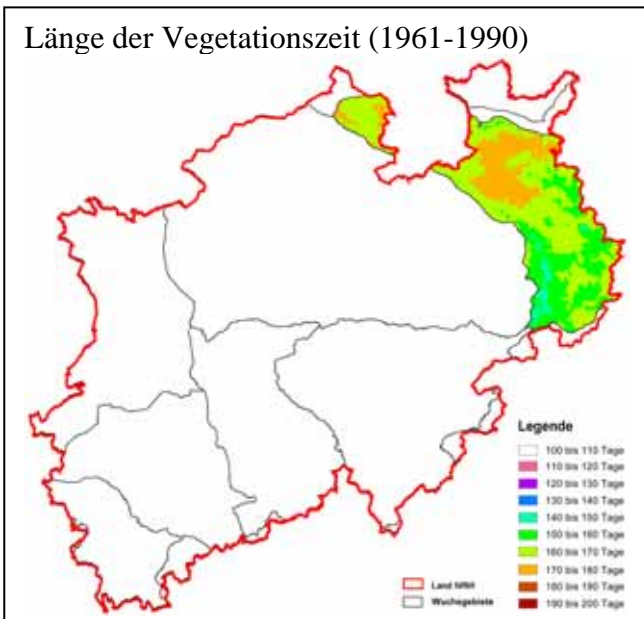 Länge der Vegetationszeit (1961-1990)
Legende
100 bis 110 Tage
110 bis 120 Tage
120 bis 130 Tage
130 bis 140 Tage
140 bis 150 Tage
150 bis 160 Tage
160 bis 170 Tage
170 bis 180 Tage
180 bis 190 Tage
190 bis 200 Tage
Land NRW
Wuchsgebiete